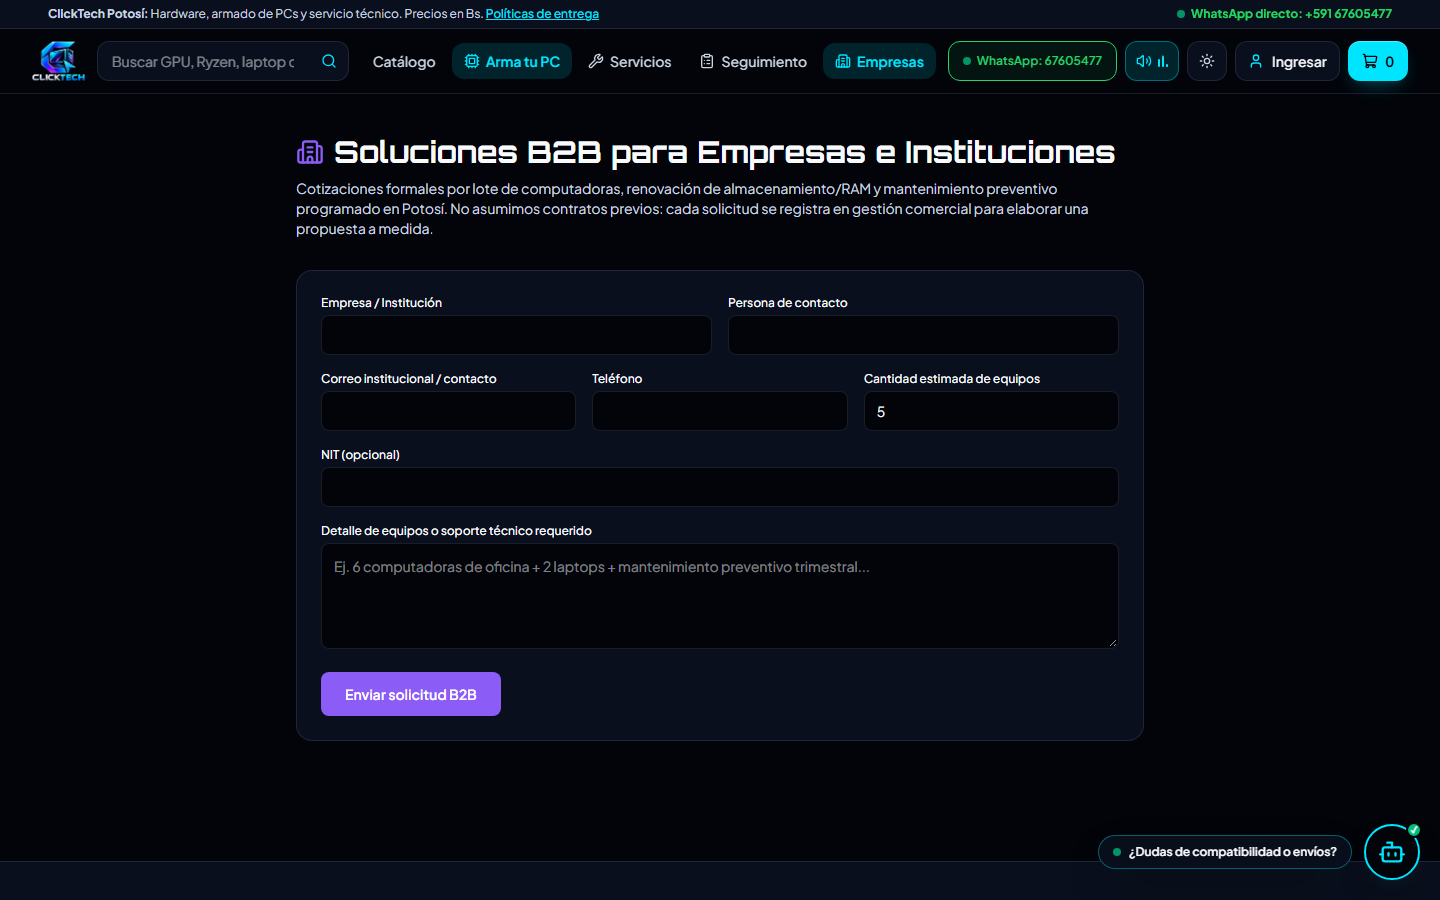 ClickTech Potosí: Hardware, armado de PCs y servicio técnico. Precios en Bs. Políticas de entrega
WhatsApp directo: +591 67605477
CLICKTECH
Buscar GPU, Ryzen, laptop o
Catálogo
Arma tu PC
Servicios
Seguimiento
Empresas
WhatsApp: 67605477
Ingresar
0
Soluciones B2B para Empresas e Instituciones
Cotizaciones formales por lote de computadoras, renovación de almacenamiento/RAM y mantenimiento preventivo
programado en Potosí. No asumimos contratos previos: cada solicitud se registra en gestión comercial para elaborar una
propuesta a medida.
Empresa / Institución
Persona de contacto
Correo institucional / contacto
Teléfono
Cantidad estimada de equipos
5
NIT (opcional)
Detalle de equipos o soporte técnico requerido
Ej. 6 computadoras de oficina + 2 laptops + mantenimiento preventivo trimestral...
Enviar solicitud B2B
¿Dudas de compatibilidad o envíos?